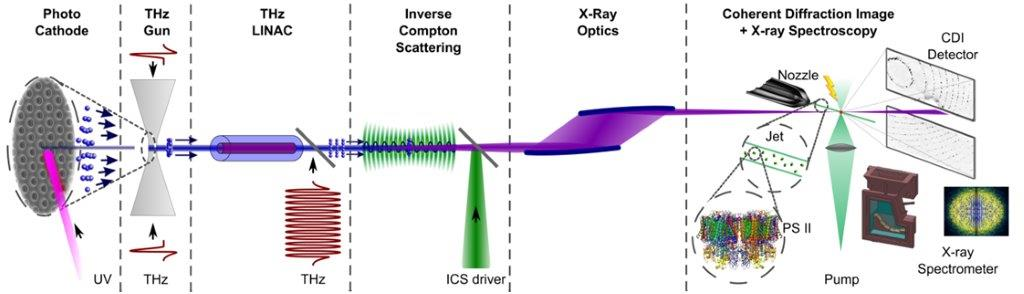 Photo
Cathode
THz
Gun
THz
LINAC
Inverse
Compton
Scattering
X-Ray
Optics
Coherent Diffraction Image
+ X-ray Spectroscopy
CDI
Detector
Nozzle
Jet
PS II
UV
THz
THz
ICS driver
Pump
X-ray
Spectrometer